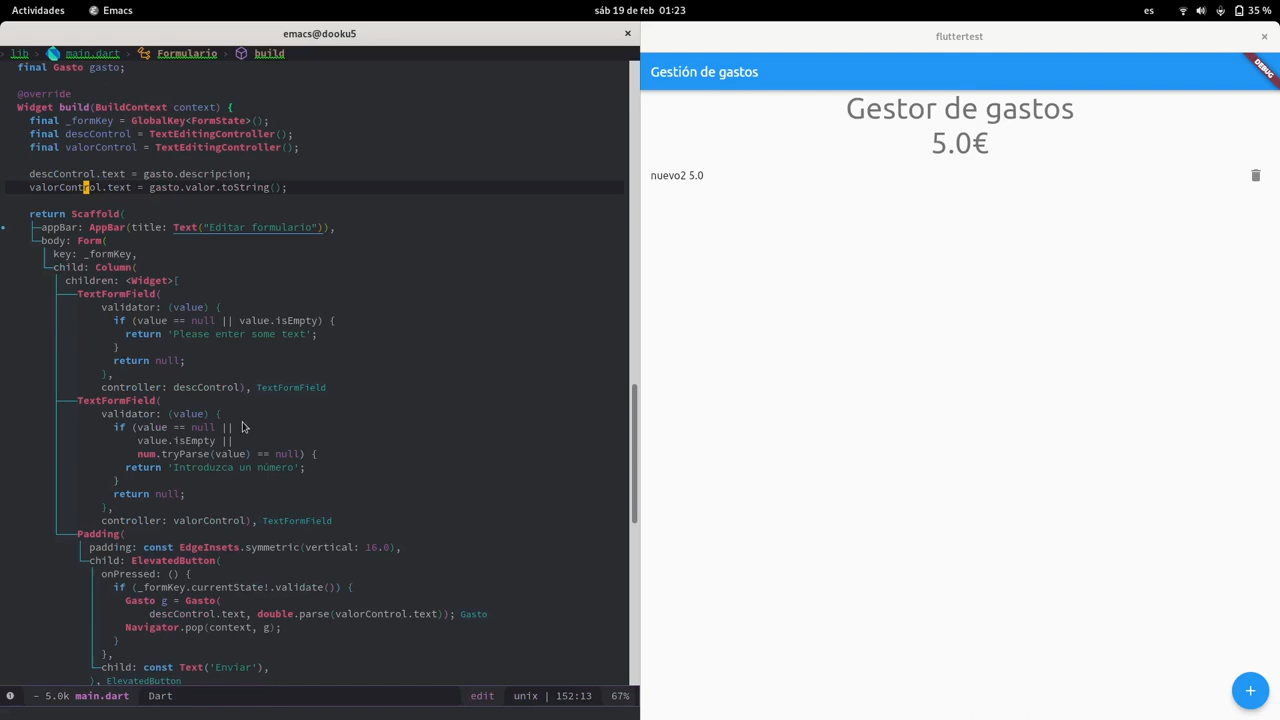 Actividades
Emacs
sáb 19 de feb  01:23
es
35 %
emacs@dooku5
lib
main.dart
Formulario
build
final Gasto gasto;
@override
Widget build(BuildContext context) {
final _formKey = GlobalKey<FormState>();
final descControl = TextEditingController();
final valorControl = TextEditingController();
descControl.text = gasto.descripcion;
valorControl.text = gasto.valor.toString();
return Scaffold(
appBar: AppBar(title: Text("Editar formulario")),
body: Form(
key: _formKey,
child: Column(
children: <Widget>[
TextFormField(
validator: (value) {
if (value == null || value.isEmpty) {
return 'Please enter some text';
}
return null;
},
controller: descControl), TextFormField
TextFormField(
validator: (value) {
if (value == null ||
value.isEmpty ||
num.tryParse(value) == null) {
return 'Introduzca un número';
}
return null;
},
controller: valorControl), TextFormField
Padding(
padding: const EdgeInsets.symmetric(vertical: 16.0),
child: ElevatedButton(
onPressed: () {
if (_formKey.currentState!.validate()) {
Gasto g = Gasto(
descControl.text, double.parse(valorControl.text)); Gasto
Navigator.pop(context, g);
}
},
child: const Text('Enviar'),
), ElevatedButton
- 5.0k main.dart
Dart
edit
unix | 152:13
67%
fluttertest
Gestión de gastos
DEBUG
Gestor de gastos
5.0€
nuevo2 5.0
+